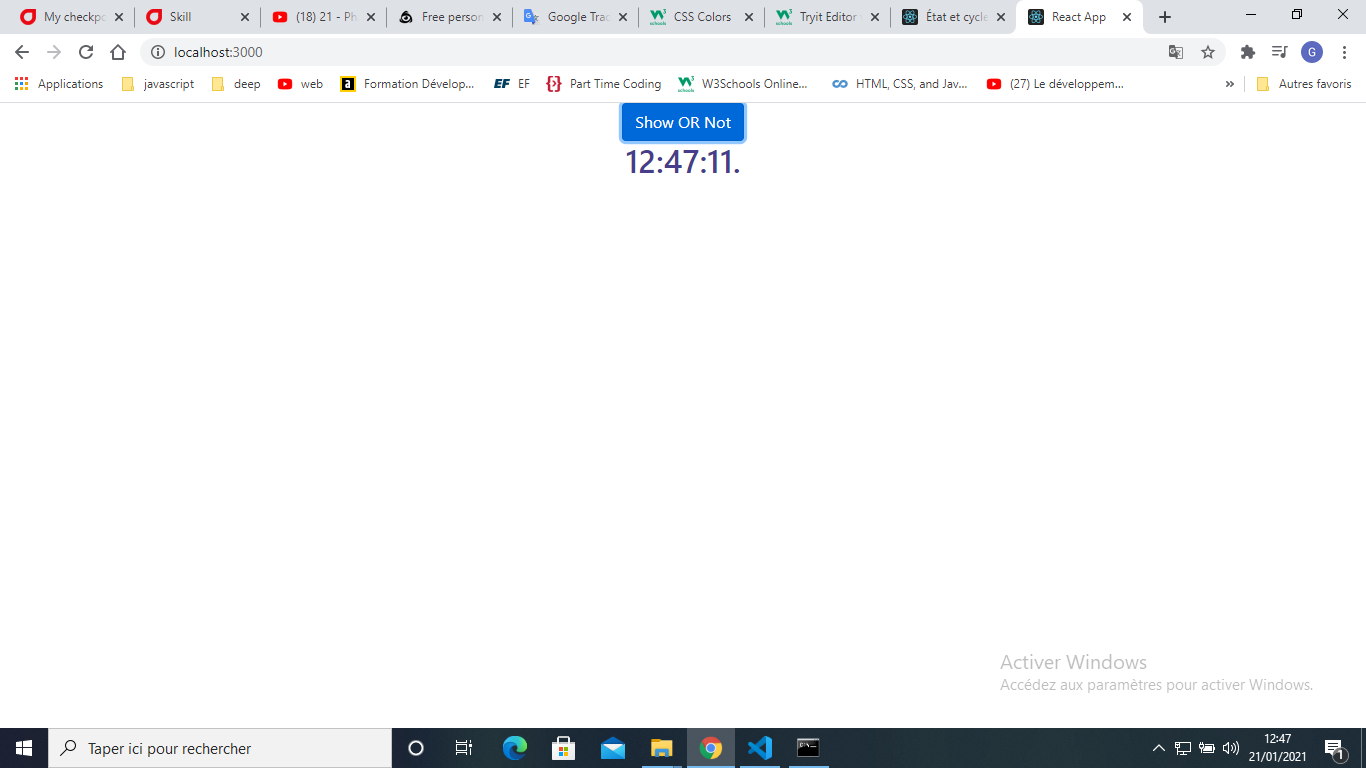 My checkpo
Skill
(18) 21 - Ph
Free person
Google Trad
CSS Colors
Tryit Editor
État et cycle
React App
localhost:3000
G
Applications
javascript
deep
web
Formation Dévelop...
EF EF
Part Time Coding
W3Schools Online...
HTML, CSS, and Jav...
(27) Le développem...
»
Autres favoris
Show OR Not
12:47:11.
Activer Windows
Accédez aux paramètres pour activer Windows.
Taper ici pour rechercher
12:47
21/01/2021
1